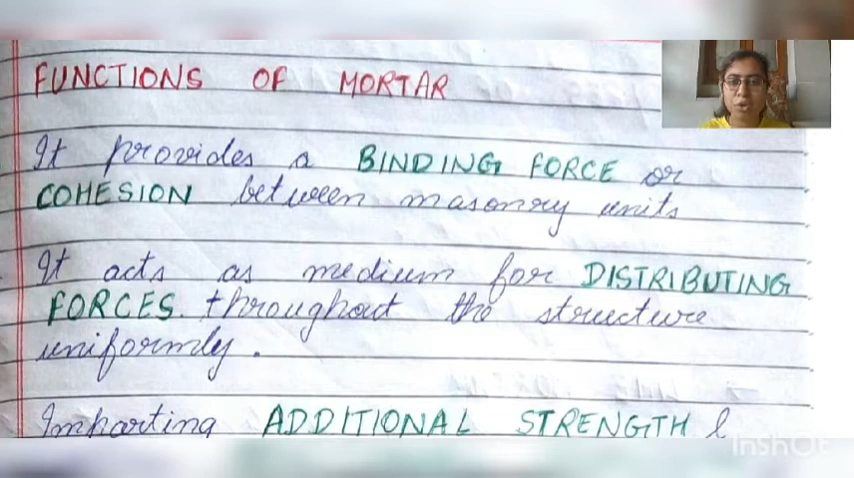 FUNCTIONS OF MORTAR
It provides a BINDING FORCE or
COHESION between masonry units
It acts as medium for DISTRIBUTING
FORCES throughout the structure
uniformly.
Imparting ADDITIONAL STRENGTH &
InShOt